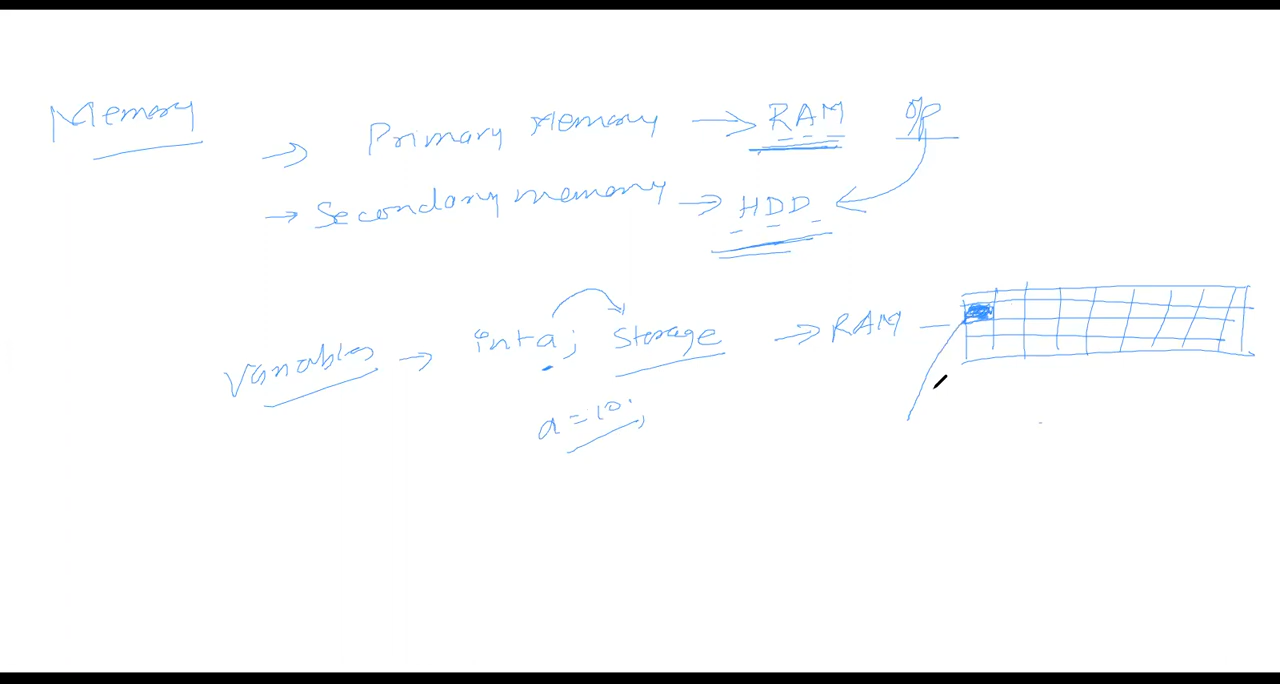 Memory
→ Primary Memory → RAM O/p
→ Secondary memory → HDD
Variables → int a; Storage → RAM
a = 10;